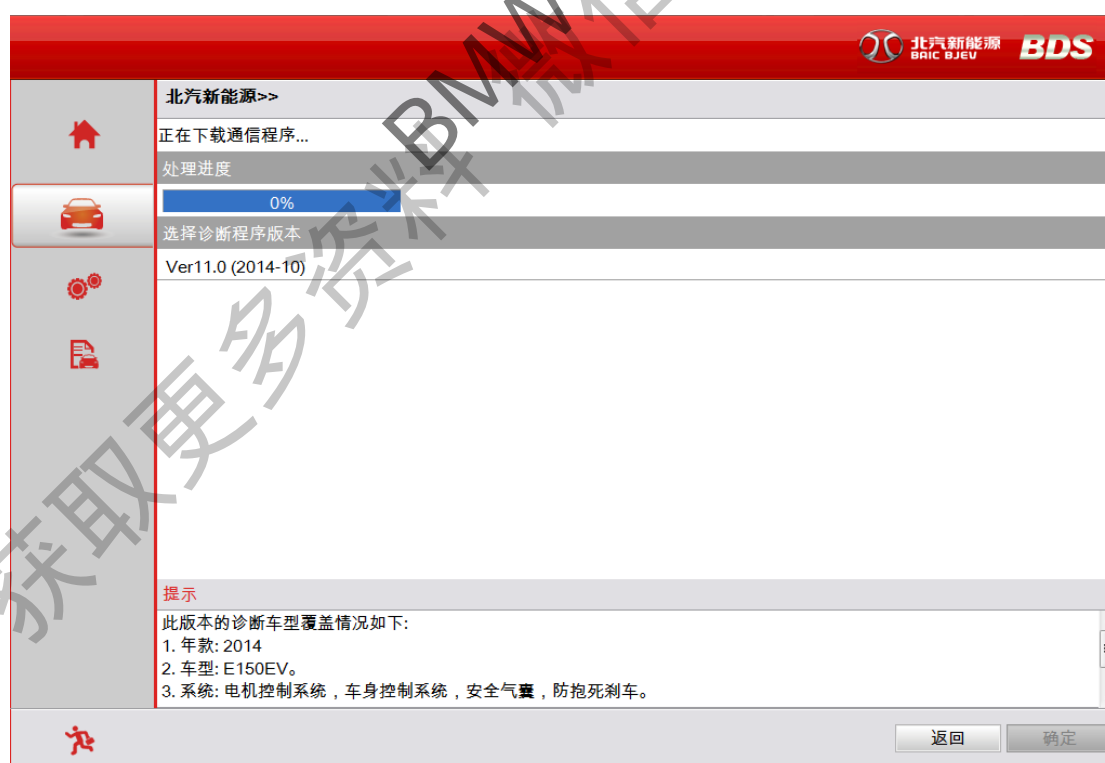 北汽新能源 BDS
BAIC BJEV
北汽新能源>>
正在下载通信程序...
处理进度
0%
选择诊断程序版本
Ver11.0 (2014-10)
提示
此版本的诊断车型覆盖情况如下:
1. 年款: 2014
2. 车型: E150EV。
3. 系统: 电机控制系统，车身控制系统，安全气囊，防抱死刹车。
返回 确定
获取更多资料 BMW 微信